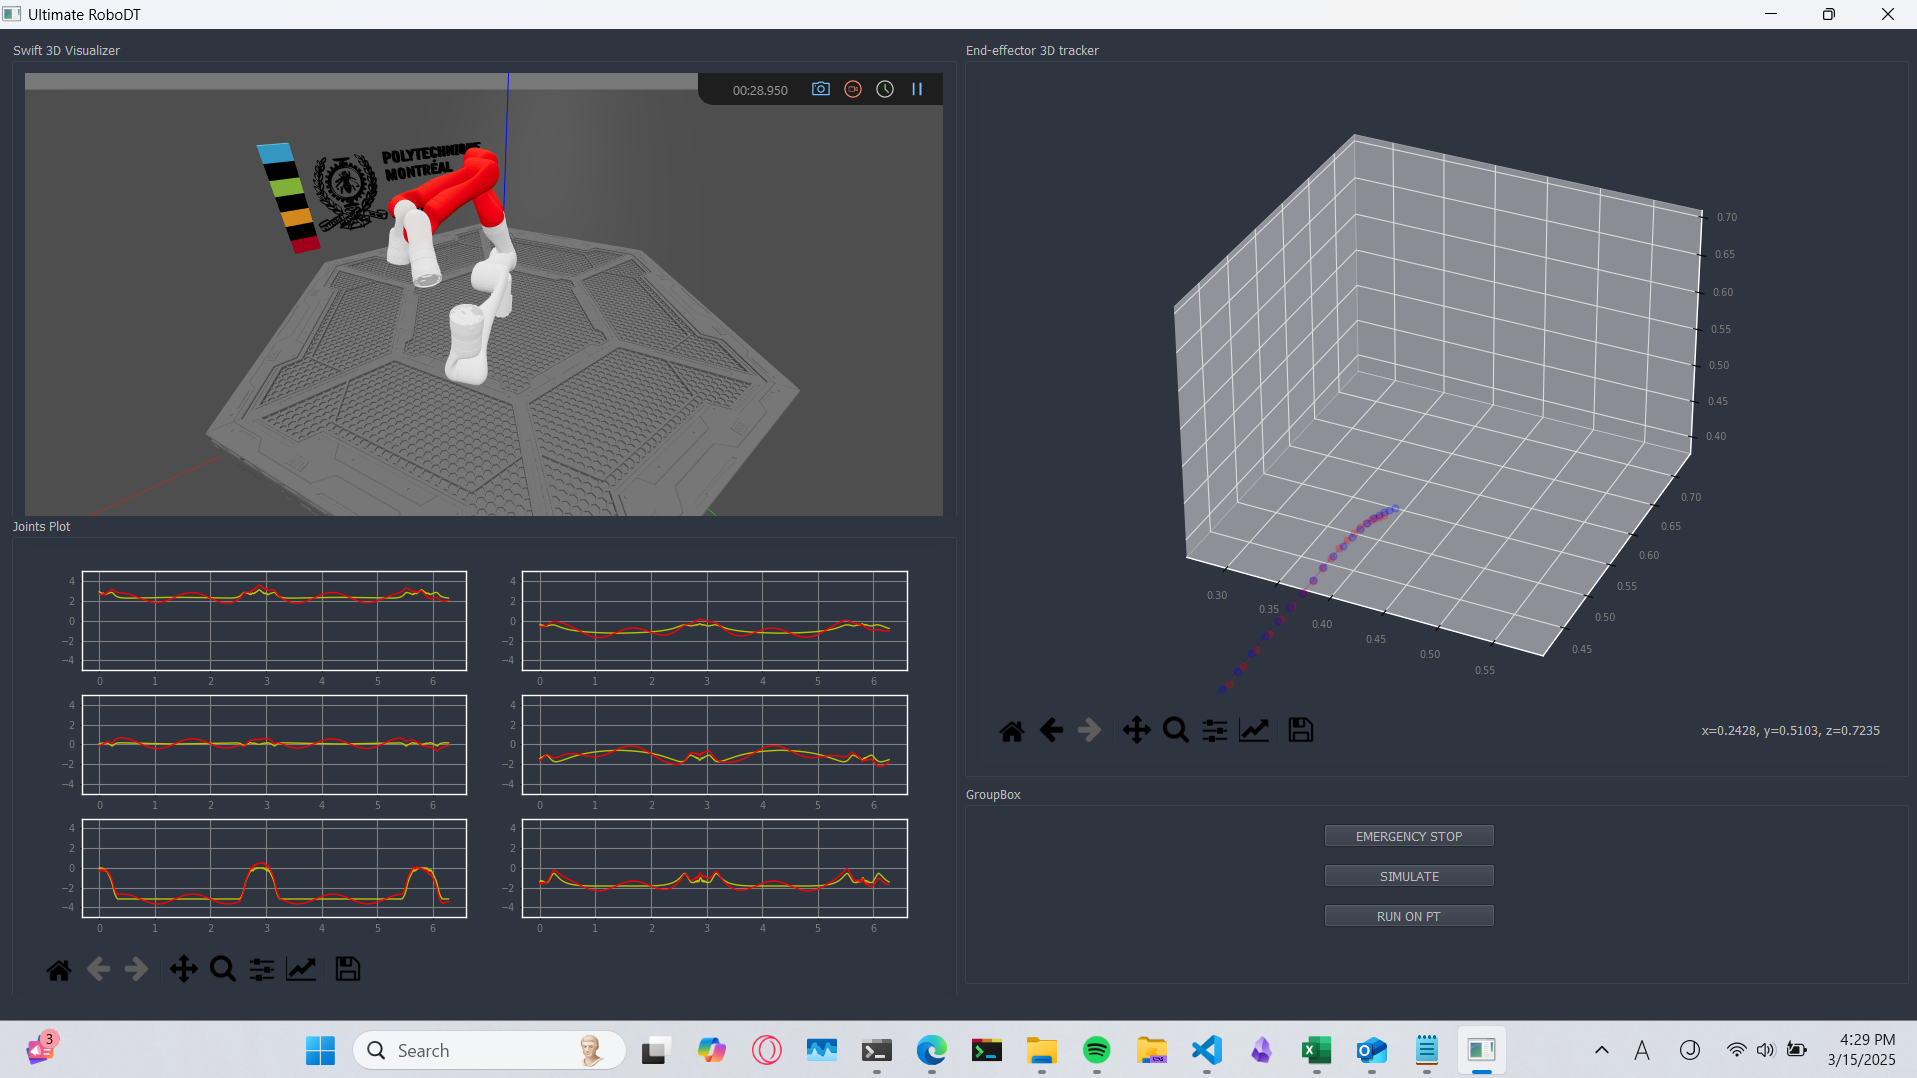 Ultimate RoboDT
Swift 3D Visualizer
00:28.950
POLYTECHNIQUE
MONTRÉAL
Joints Plot
4
2
0
−2
−4
0 1 2 3 4 5 6
4
2
0
−2
−4
0 1 2 3 4 5 6
4
2
0
−2
−4
0 1 2 3 4 5 6
4
2
0
−2
−4
0 1 2 3 4 5 6
4
2
0
−2
−4
0 1 2 3 4 5 6
4
2
0
−2
−4
0 1 2 3 4 5 6
End-effector 3D tracker
0.70
0.65
0.60
0.55
0.50
0.45
0.40
0.70
0.65
0.60
0.55
0.50
0.45
0.30
0.35
0.40
0.45
0.50
0.55
x=0.2428, y=0.5103, z=0.7235
GroupBox
EMERGENCY STOP
SIMULATE
RUN ON PT
3
Search
A
J
4:29 PM
3/15/2025